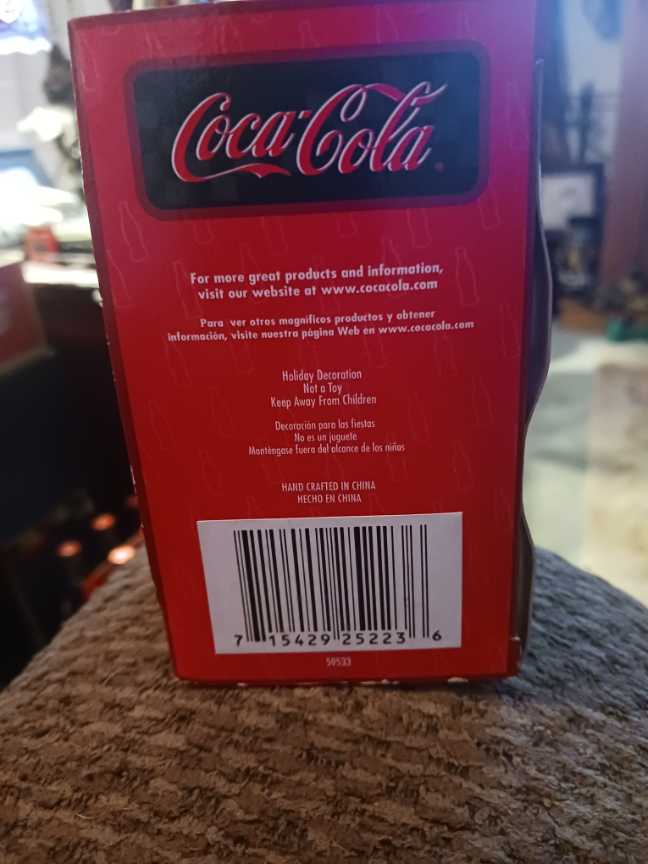 Coca-Cola
For more great products and information,
visit our website at www.cocacola.com
Para ver otros magníficos productos y obtener
información, visite nuestra página Web en www.cocacola.com
Holiday Decoration
Not a Toy
Keep Away From Children
Decoración para las fiestas
No es un juguete
Manténgase fuera del alcance de los niños
HAND CRAFTED IN CHINA
HECHO EN CHINA
7 15429 25223 6
59533